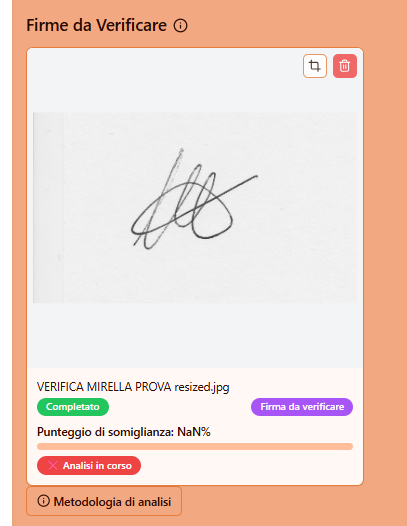 Firme da Verificare
VERIFICA MIRELLA PROVA resized.jpg
Completato
Firma da verificare
Punteggio di somiglianza: NaN%
Analisi in corso
Metodologia di analisi